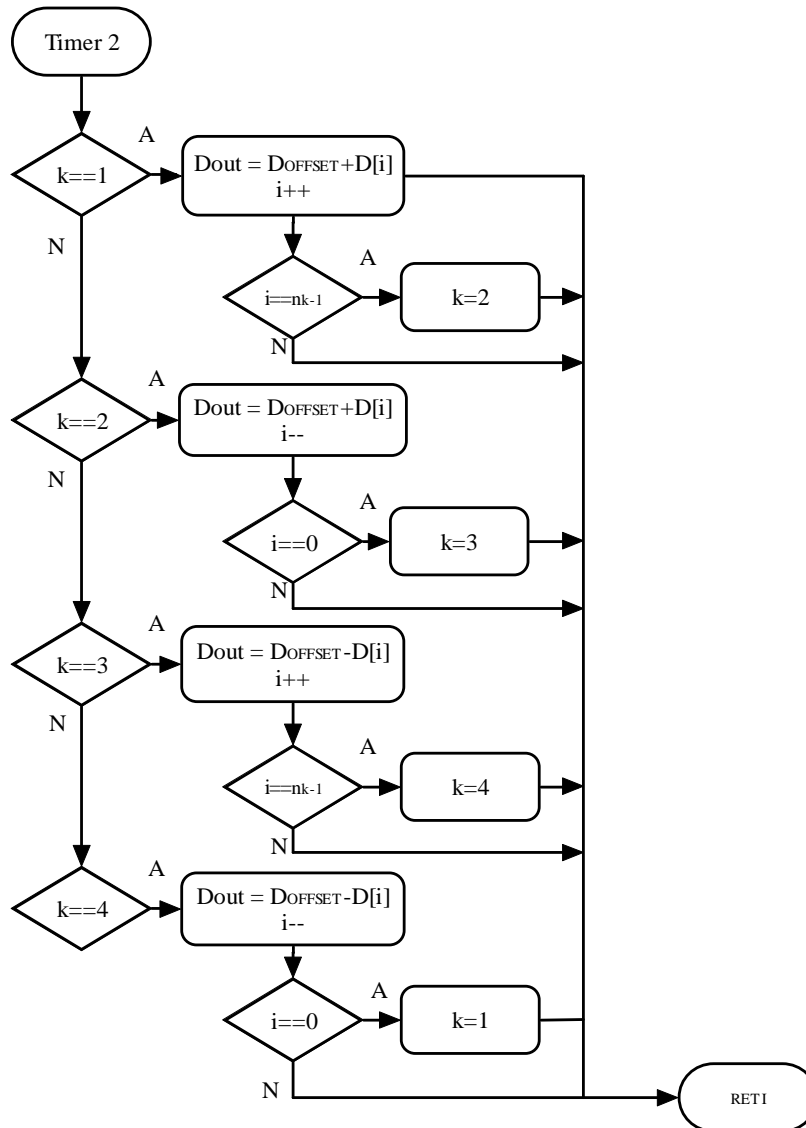 Timer 2
A
k==1
Dout = DOFFSET+D[i]
i++
N
A
i==nk-1
k=2
N
A
k==2
Dout = DOFFSET+D[i]
i--
N
A
i==0
k=3
N
A
k==3
Dout = DOFFSET-D[i]
i++
N
A
i==nk-1
k=4
N
A
k==4
Dout = DOFFSET-D[i]
i--
A
i==0
k=1
N
RETI